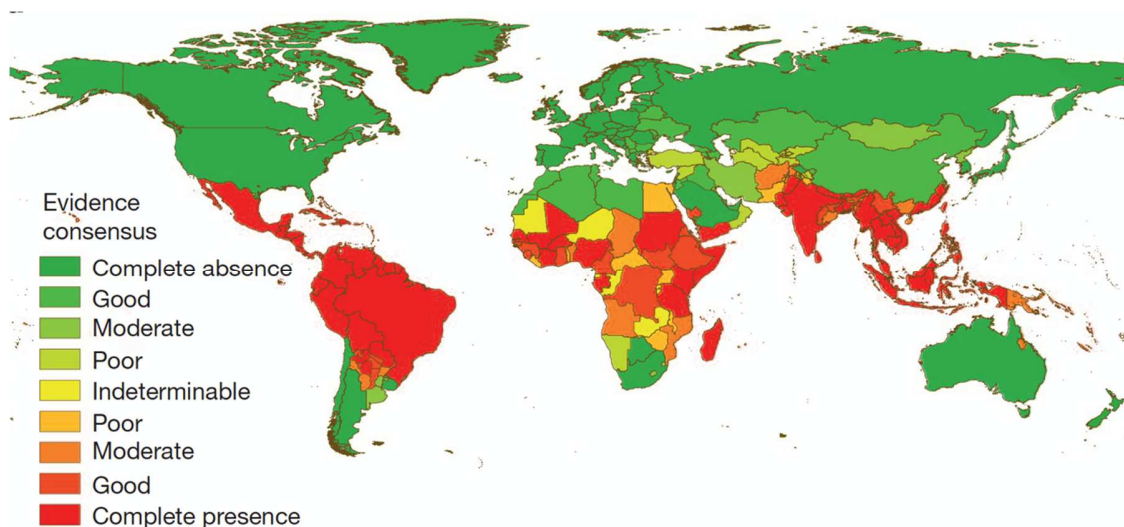 Evidence
consensus
Complete absence
Good
Moderate
Poor
Indeterminable
Poor
Moderate
Good
Complete presence